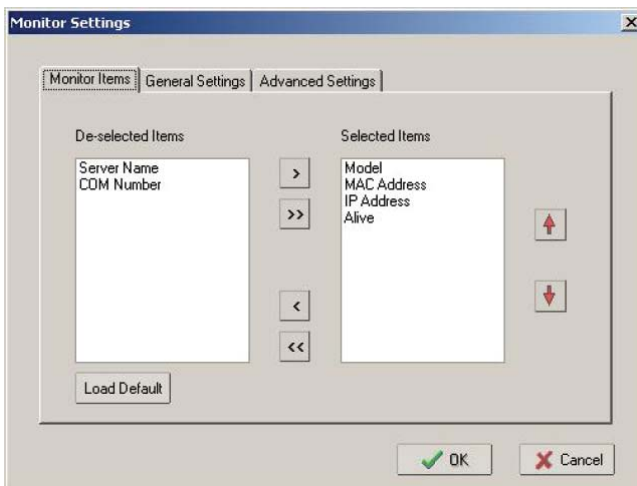 Monitor Settings
Monitor Items
General Settings
Advanced Settings
De-selected Items
Server Name
COM Number
>
>>
<
<<
Selected Items
Model
MAC Address
IP Address
Alive
Load Default
OK
Cancel